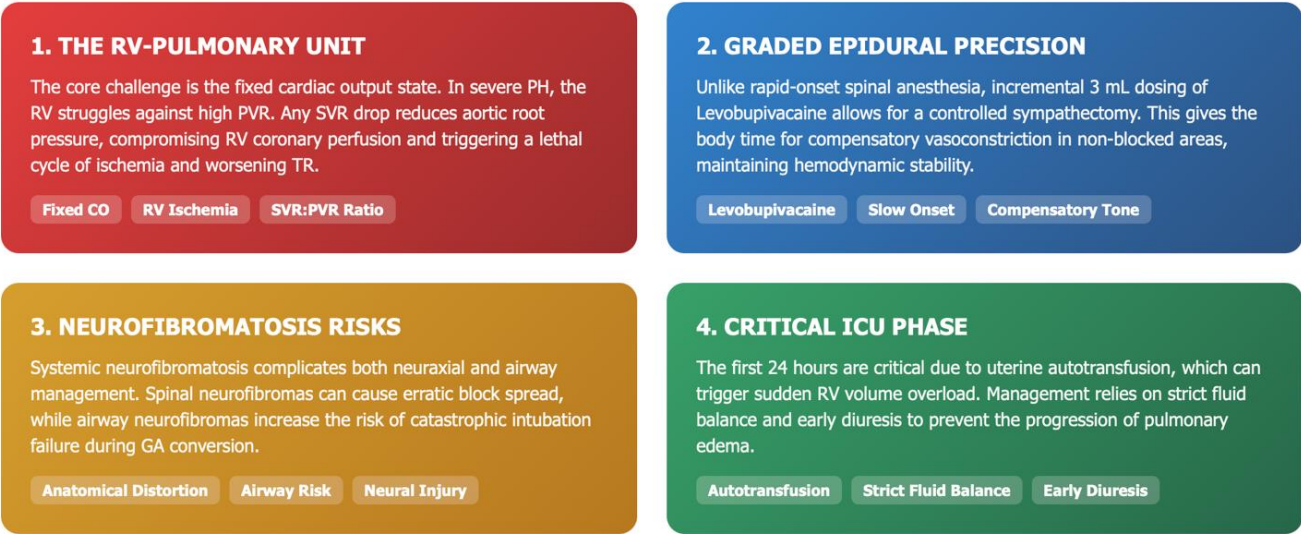 1. THE RV-PULMONARY UNIT
The core challenge is the fixed cardiac output state. In severe PH, the
RV struggles against high PVR. Any SVR drop reduces aortic root
pressure, compromising RV coronary perfusion and triggering a lethal
cycle of ischemia and worsening TR.
Fixed CO
RV Ischemia
SVR:PVR Ratio
2. GRADED EPIDURAL PRECISION
Unlike rapid-onset spinal anesthesia, incremental 3 mL dosing of
Levobupivacaine allows for a controlled sympathectomy. This gives the
body time for compensatory vasoconstriction in non-blocked areas,
maintaining hemodynamic stability.
Levobupivacaine
Slow Onset
Compensatory Tone
3. NEUROFIBROMATOSIS RISKS
Systemic neurofibromatosis complicates both neuraxial and airway
management. Spinal neurofibromas can cause erratic block spread,
while airway neurofibromas increase the risk of catastrophic intubation
failure during GA conversion.
Anatomical Distortion
Airway Risk
Neural Injury
4. CRITICAL ICU PHASE
The first 24 hours are critical due to uterine autotransfusion, which can
trigger sudden RV volume overload. Management relies on strict fluid
balance and early diuresis to prevent the progression of pulmonary
edema.
Autotransfusion
Strict Fluid Balance
Early Diuresis